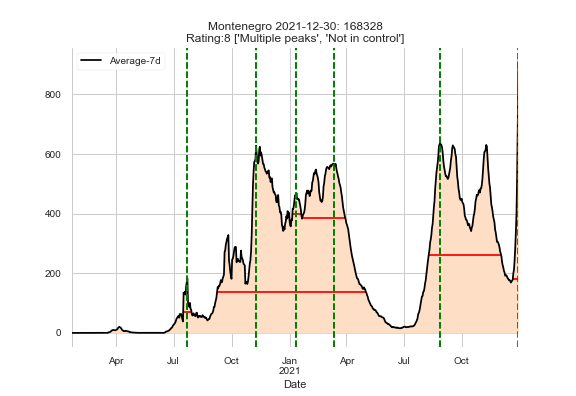 Montenegro 2021-12-30: 168328
Rating:8 ['Multiple peaks', 'Not in control']
Average-7d
800
600
400
200
0
Apr Jul Oct Jan Apr Jul Oct
2021
Date